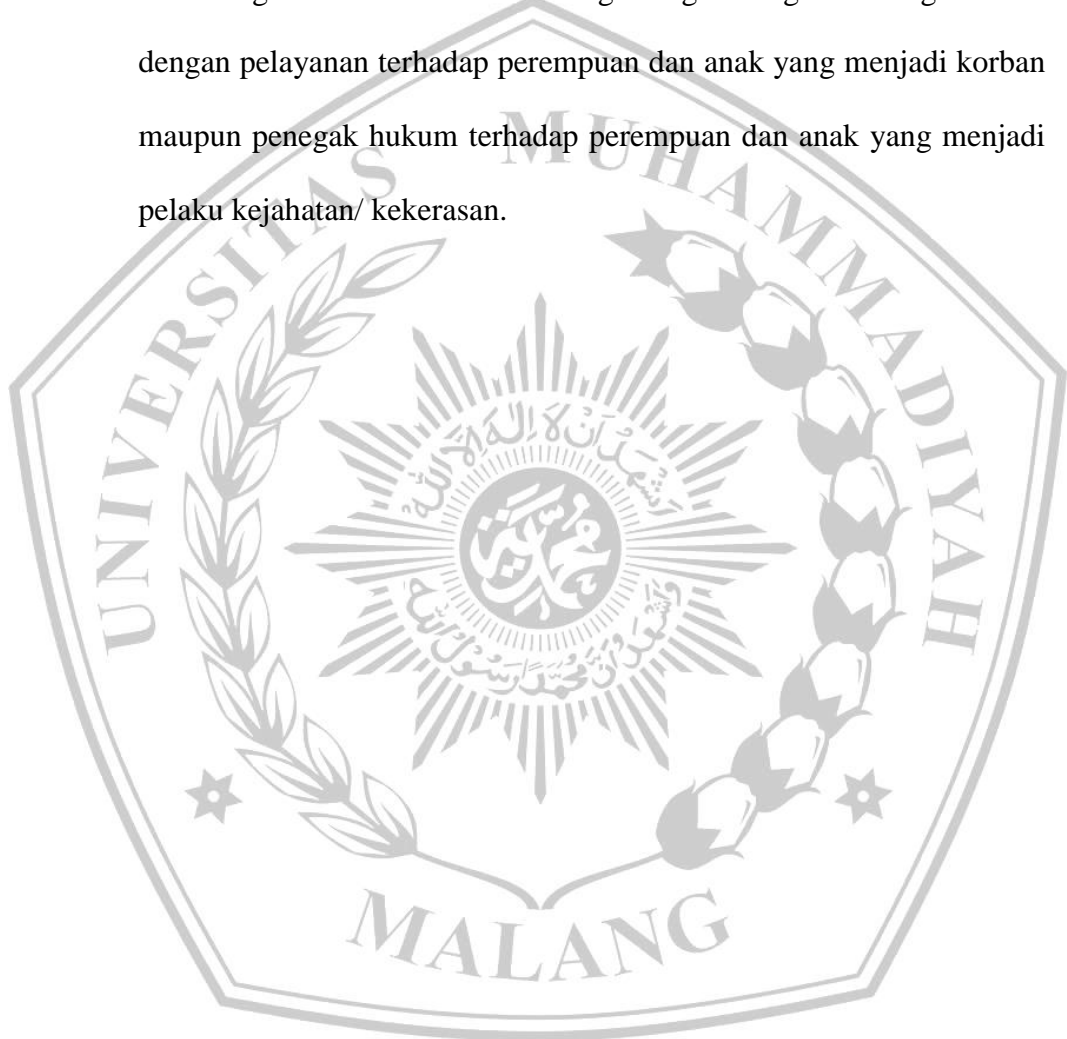 dengan pelayanan terhadap perempuan dan anak yang menjadi korban
maupun penegak hukum terhadap perempuan dan anak yang menjadi
pelaku kejahatan/ kekerasan.
UNIVERSITAS MUHAMMADIYAH
MALANG